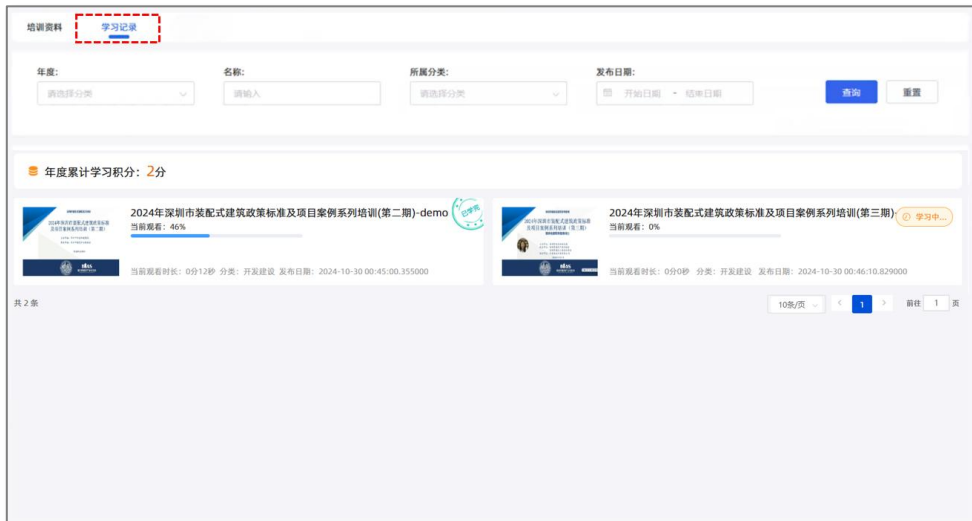 培训资料 学习记录
年度: 名称: 所属分类: 发布日期:
请选择分类 请输入 请选择分类 开始日期 - 结束日期 查询 重置
年度累计学习积分：2分
2024年深圳市装配式建筑政策标准及项目案例系列培训(第二期)-demo 已学完
当前观看：46%
当前观看时长：0分12秒 分类：开发建设 发布日期：2024-10-30 00:45:00.355000
2024年深圳市装配式建筑政策标准及项目案例系列培训(第三期)- 学习中...
当前观看：0%
当前观看时长：0分0秒 分类：开发建设 发布日期：2024-10-30 00:46:10.829000
共 2 条 10条/页 < 1 > 前往 1 页